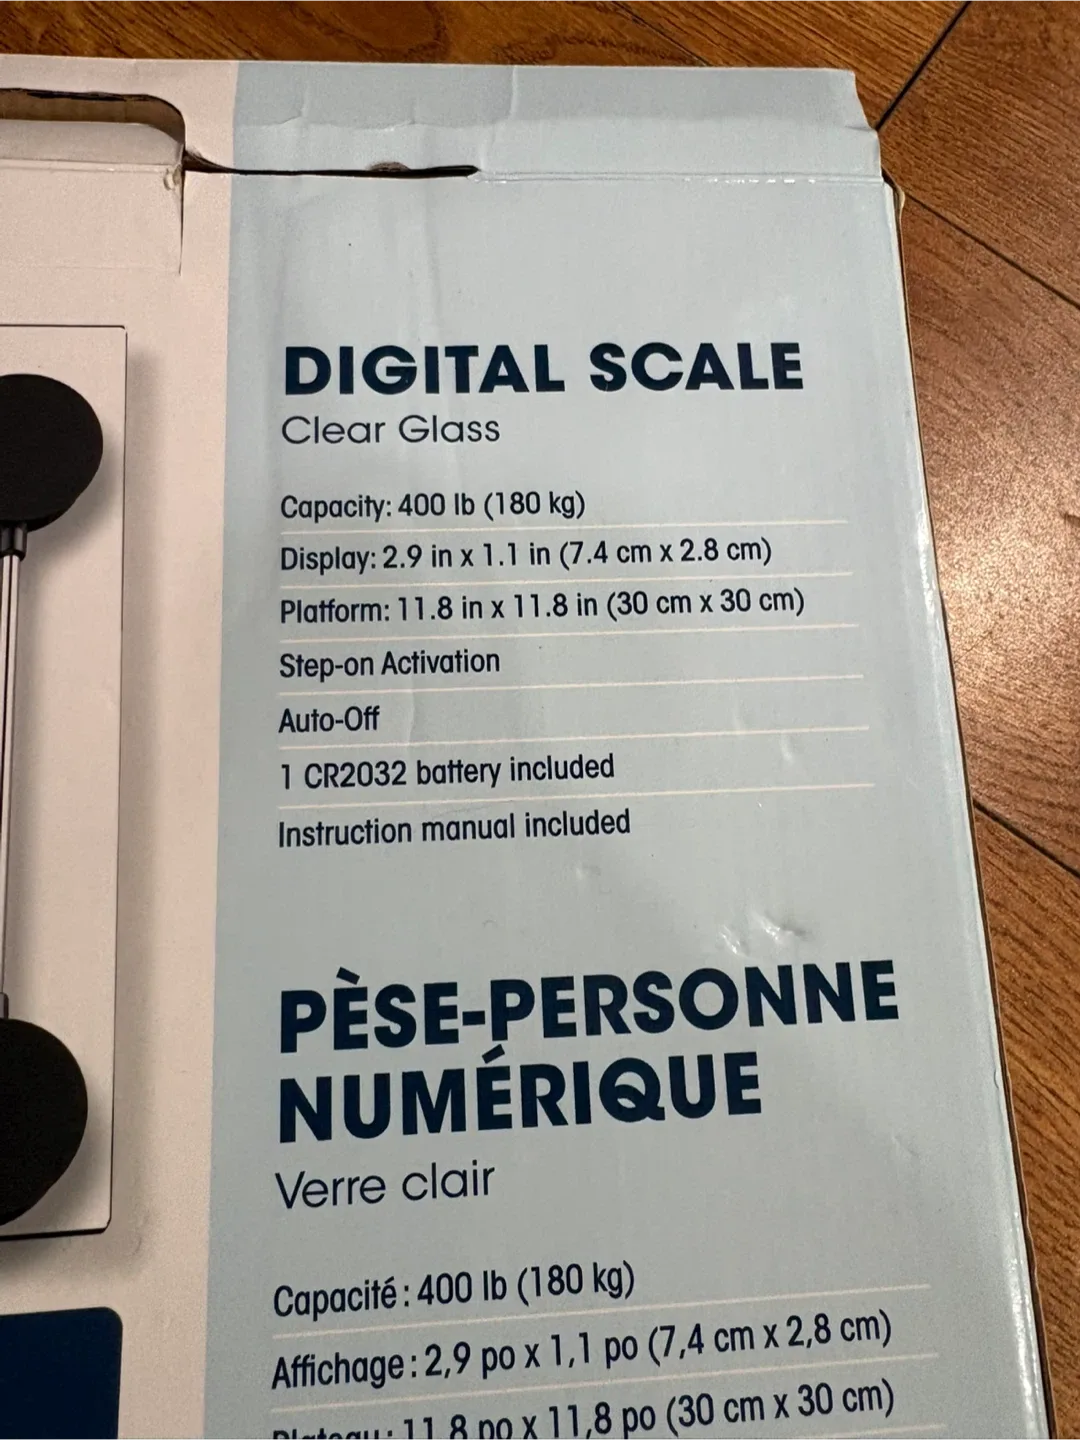 DIGITAL SCALE
Clear Glass
Capacity: 400 lb (180 kg)
Display: 2.9 in x 1.1 in (7.4 cm x 2.8 cm)
Platform: 11.8 in x 11.8 in (30 cm x 30 cm)
Step-on Activation
Auto-Off
1 CR2032 battery included
Instruction manual included
PÈSE-PERSONNE
NUMÉRIQUE
Verre clair
Capacité : 400 lb (180 kg)
Affichage : 2,9 po x 1,1 po (7,4 cm x 2,8 cm)
Plateau : 11,8 po x 11,8 po (30 cm x 30 cm)